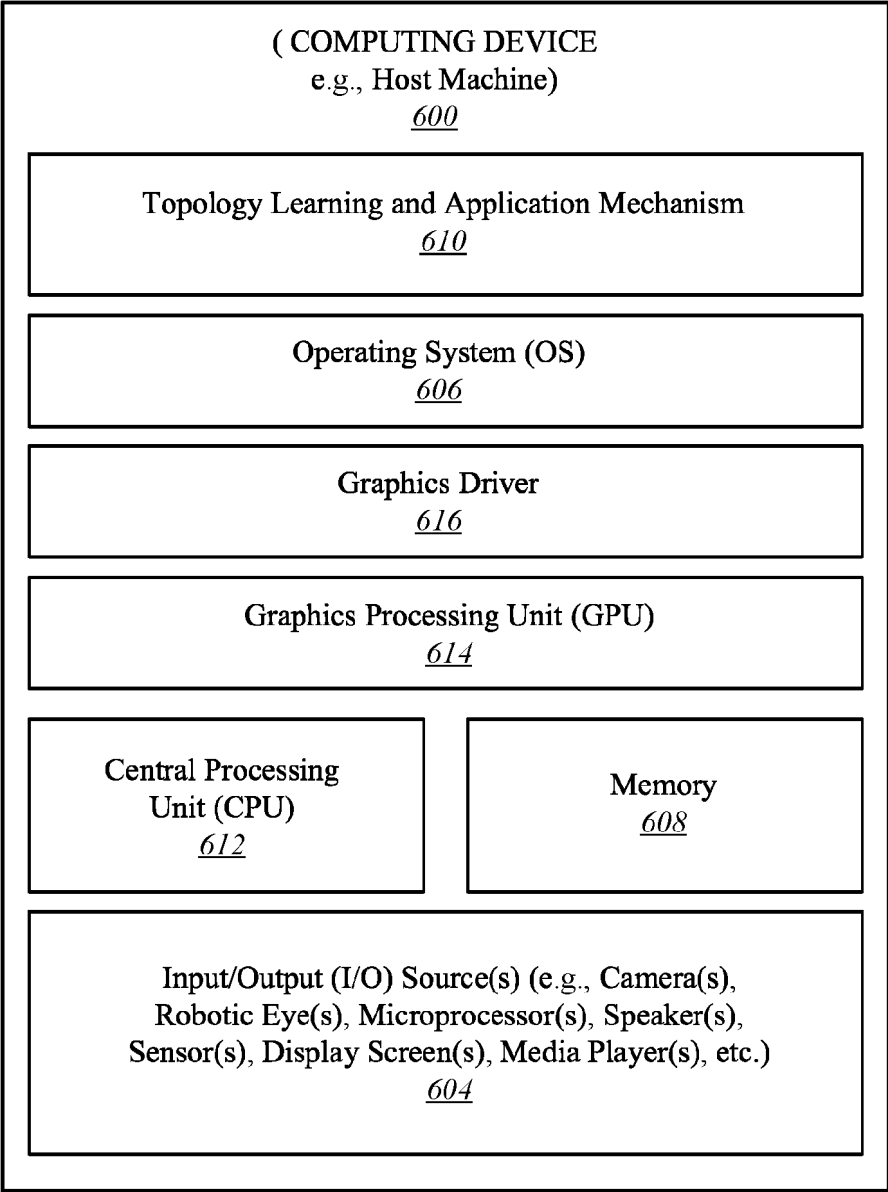 ( COMPUTING DEVICE
e.g., Host Machine)
600
Topology Learning and Application Mechanism
610
Operating System (OS)
606
Graphics Driver
616
Graphics Processing Unit (GPU)
614
Central Processing
Unit (CPU)
612
Memory
608
Input/Output (I/O) Source(s) (e.g., Camera(s),
Robotic Eye(s), Microprocessor(s), Speaker(s),
Sensor(s), Display Screen(s), Media Player(s), etc.)
604